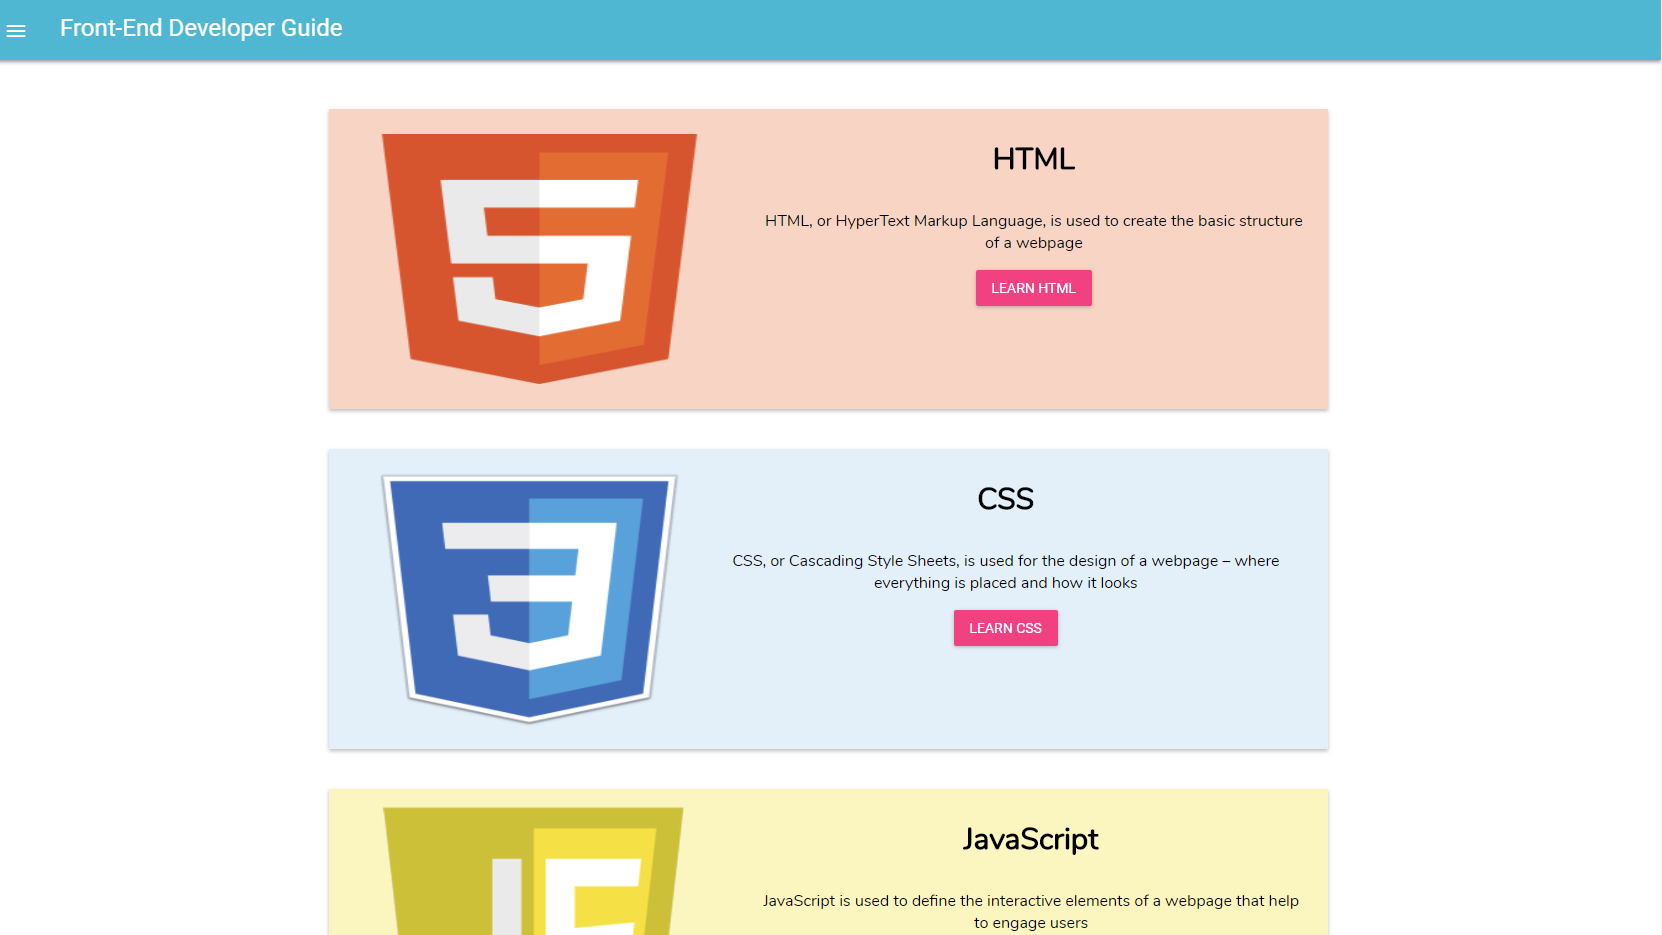 Front-End Developer Guide
HTML
HTML, or HyperText Markup Language, is used to create the basic structure
of a webpage
LEARN HTML
CSS
CSS, or Cascading Style Sheets, is used for the design of a webpage – where
everything is placed and how it looks
LEARN CSS
JavaScript
JavaScript is used to define the interactive elements of a webpage that help
to engage users